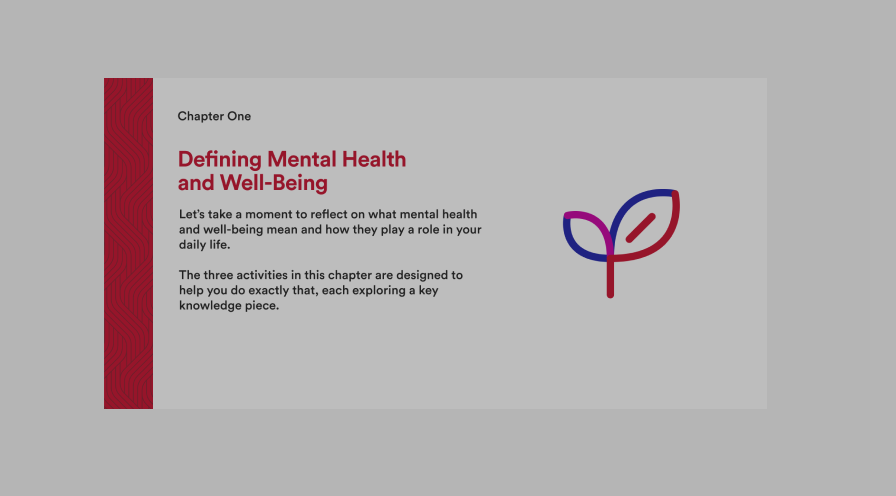 Chapter One
Defining Mental Health
and Well-Being
Let’s take a moment to reflect on what mental health
and well-being mean and how they play a role in your
daily life.
The three activities in this chapter are designed to
help you do exactly that, each exploring a key
knowledge piece.